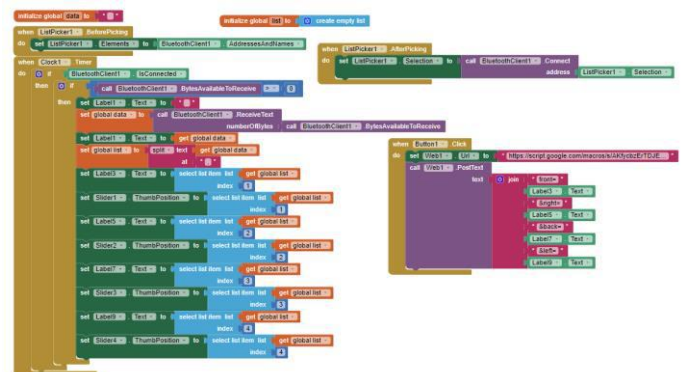 initialize global data to " "
initialize global list to create empty list
when ListPicker1 .BeforePicking
do set ListPicker1 . Elements to BluetoothClient1 . AddressesAndNames
when ListPicker1 .AfterPicking
do set ListPicker1 . Selection to call BluetoothClient1 .Connect
address ListPicker1 . Selection
when Clock1 .Timer
do if BluetoothClient1 . IsConnected
then if call BluetoothClient1 .BytesAvailableToReceive > 0
then set Label1 . Text to " "
set global data to call BluetoothClient1 .ReceiveText
numberOfBytes call BluetoothClient1 .BytesAvailableToReceive
set Label1 . Text to get global data
set global list to split text get global data
at " "
set Label3 . Text to select list item list get global list
index 1
set Slider1 . ThumbPosition to select list item list get global list
index 1
set Label5 . Text to select list item list get global list
index 2
set Slider2 . ThumbPosition to select list item list get global list
index 2
set Label7 . Text to select list item list get global list
index 3
set Slider3 . ThumbPosition to select list item list get global list
index 3
set Label9 . Text to select list item list get global list
index 4
set Slider4 . ThumbPosition to select list item list get global list
index 4
when Button1 .Click
do set Web1 . Url to
call Web1 .PostText
text join " front= "
Label3 . Text
" &right= "
Label5 . Text
" &back= "
Label7 . Text
" &left= "
Label9 . Text